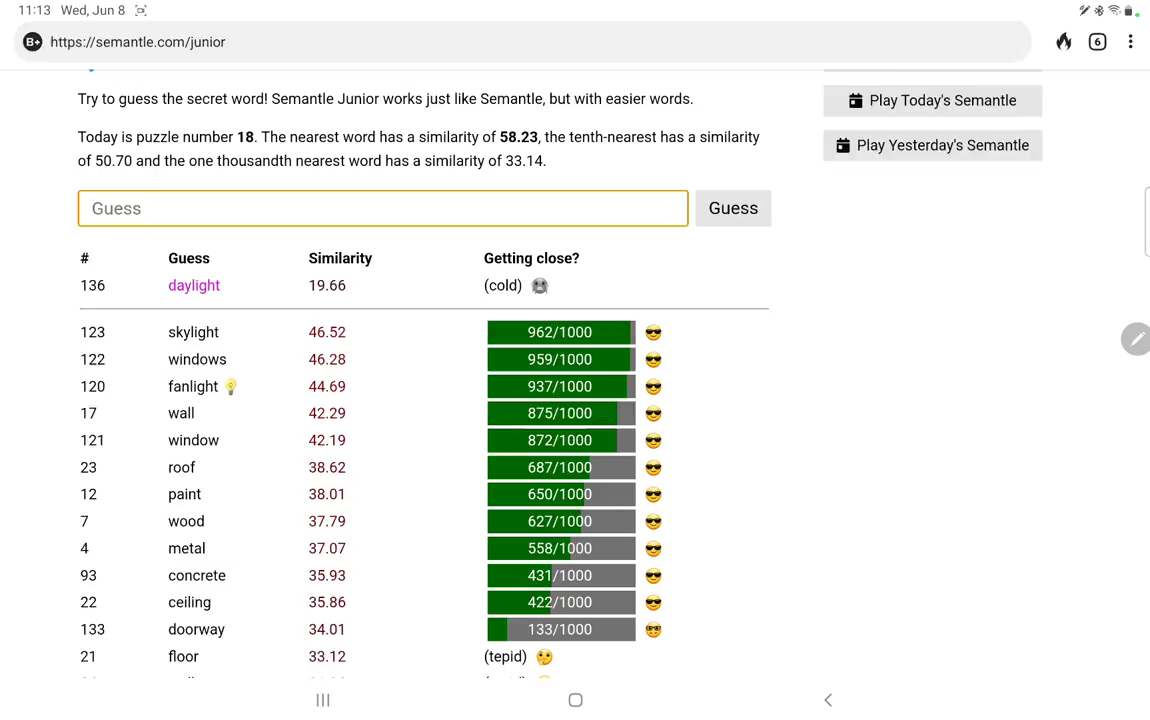 11:13 Wed, Jun 8
B+ https://semantle.com/junior 6
Try to guess the secret word! Semantle Junior works just like Semantle, but with easier words.
Play Today's Semantle
Today is puzzle number 18. The nearest word has a similarity of 58.23, the tenth-nearest has a similarity
of 50.70 and the one thousandth nearest word has a similarity of 33.14.
Play Yesterday's Semantle
Guess Guess
# Guess Similarity Getting close?
136 daylight 19.66 (cold) 🥶
123 skylight 46.52 962/1000 😎
122 windows 46.28 959/1000 😎
120 fanlight 💡 44.69 937/1000 😎
17 wall 42.29 875/1000 😎
121 window 42.19 872/1000 😎
23 roof 38.62 687/1000 😎
12 paint 38.01 650/1000 😎
7 wood 37.79 627/1000 😎
4 metal 37.07 558/1000 😎
93 concrete 35.93 431/1000 😎
22 ceiling 35.86 422/1000 😎
133 doorway 34.01 133/1000 🤓
21 floor 33.12 (tepid) 🤔